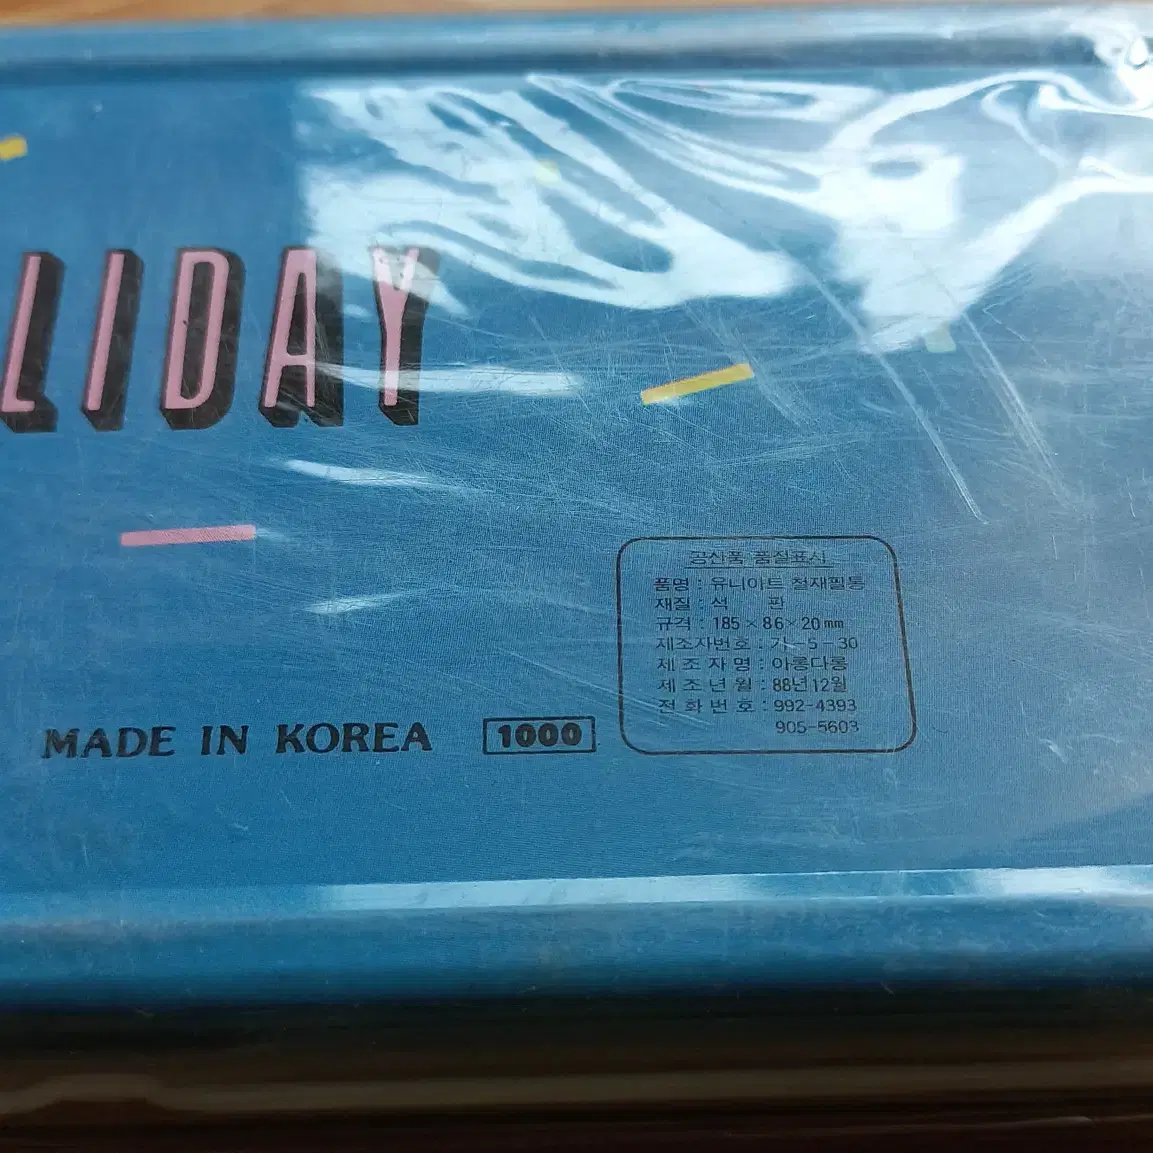 LIDAY
공산품 품질표시
품명 : 유니아트 철재필통
재질 : 석 판
규격 : 185×86×20mm
제조자번호 : 가-5-30
제조자명 : 아롱다롱
제조년월 : 88년12월
전화번호 : 992-4393
905-5603
MADE IN KOREA 1000